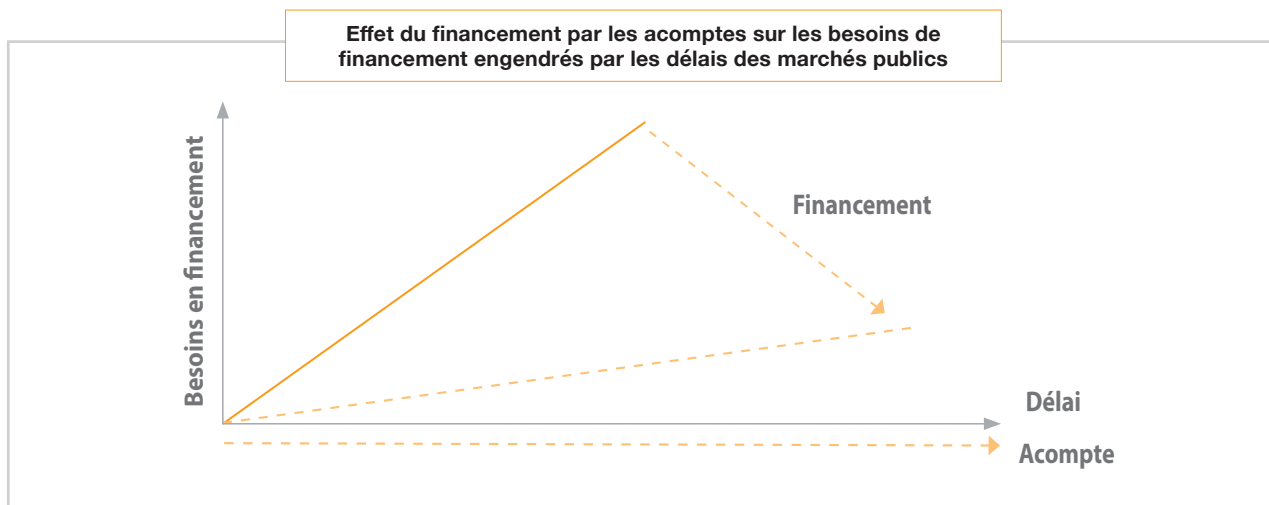 Effet du financement par les acomptes sur les besoins de
financement engendrés par les délais des marchés publics
Besoins en financement
Financement
Délai
Acompte